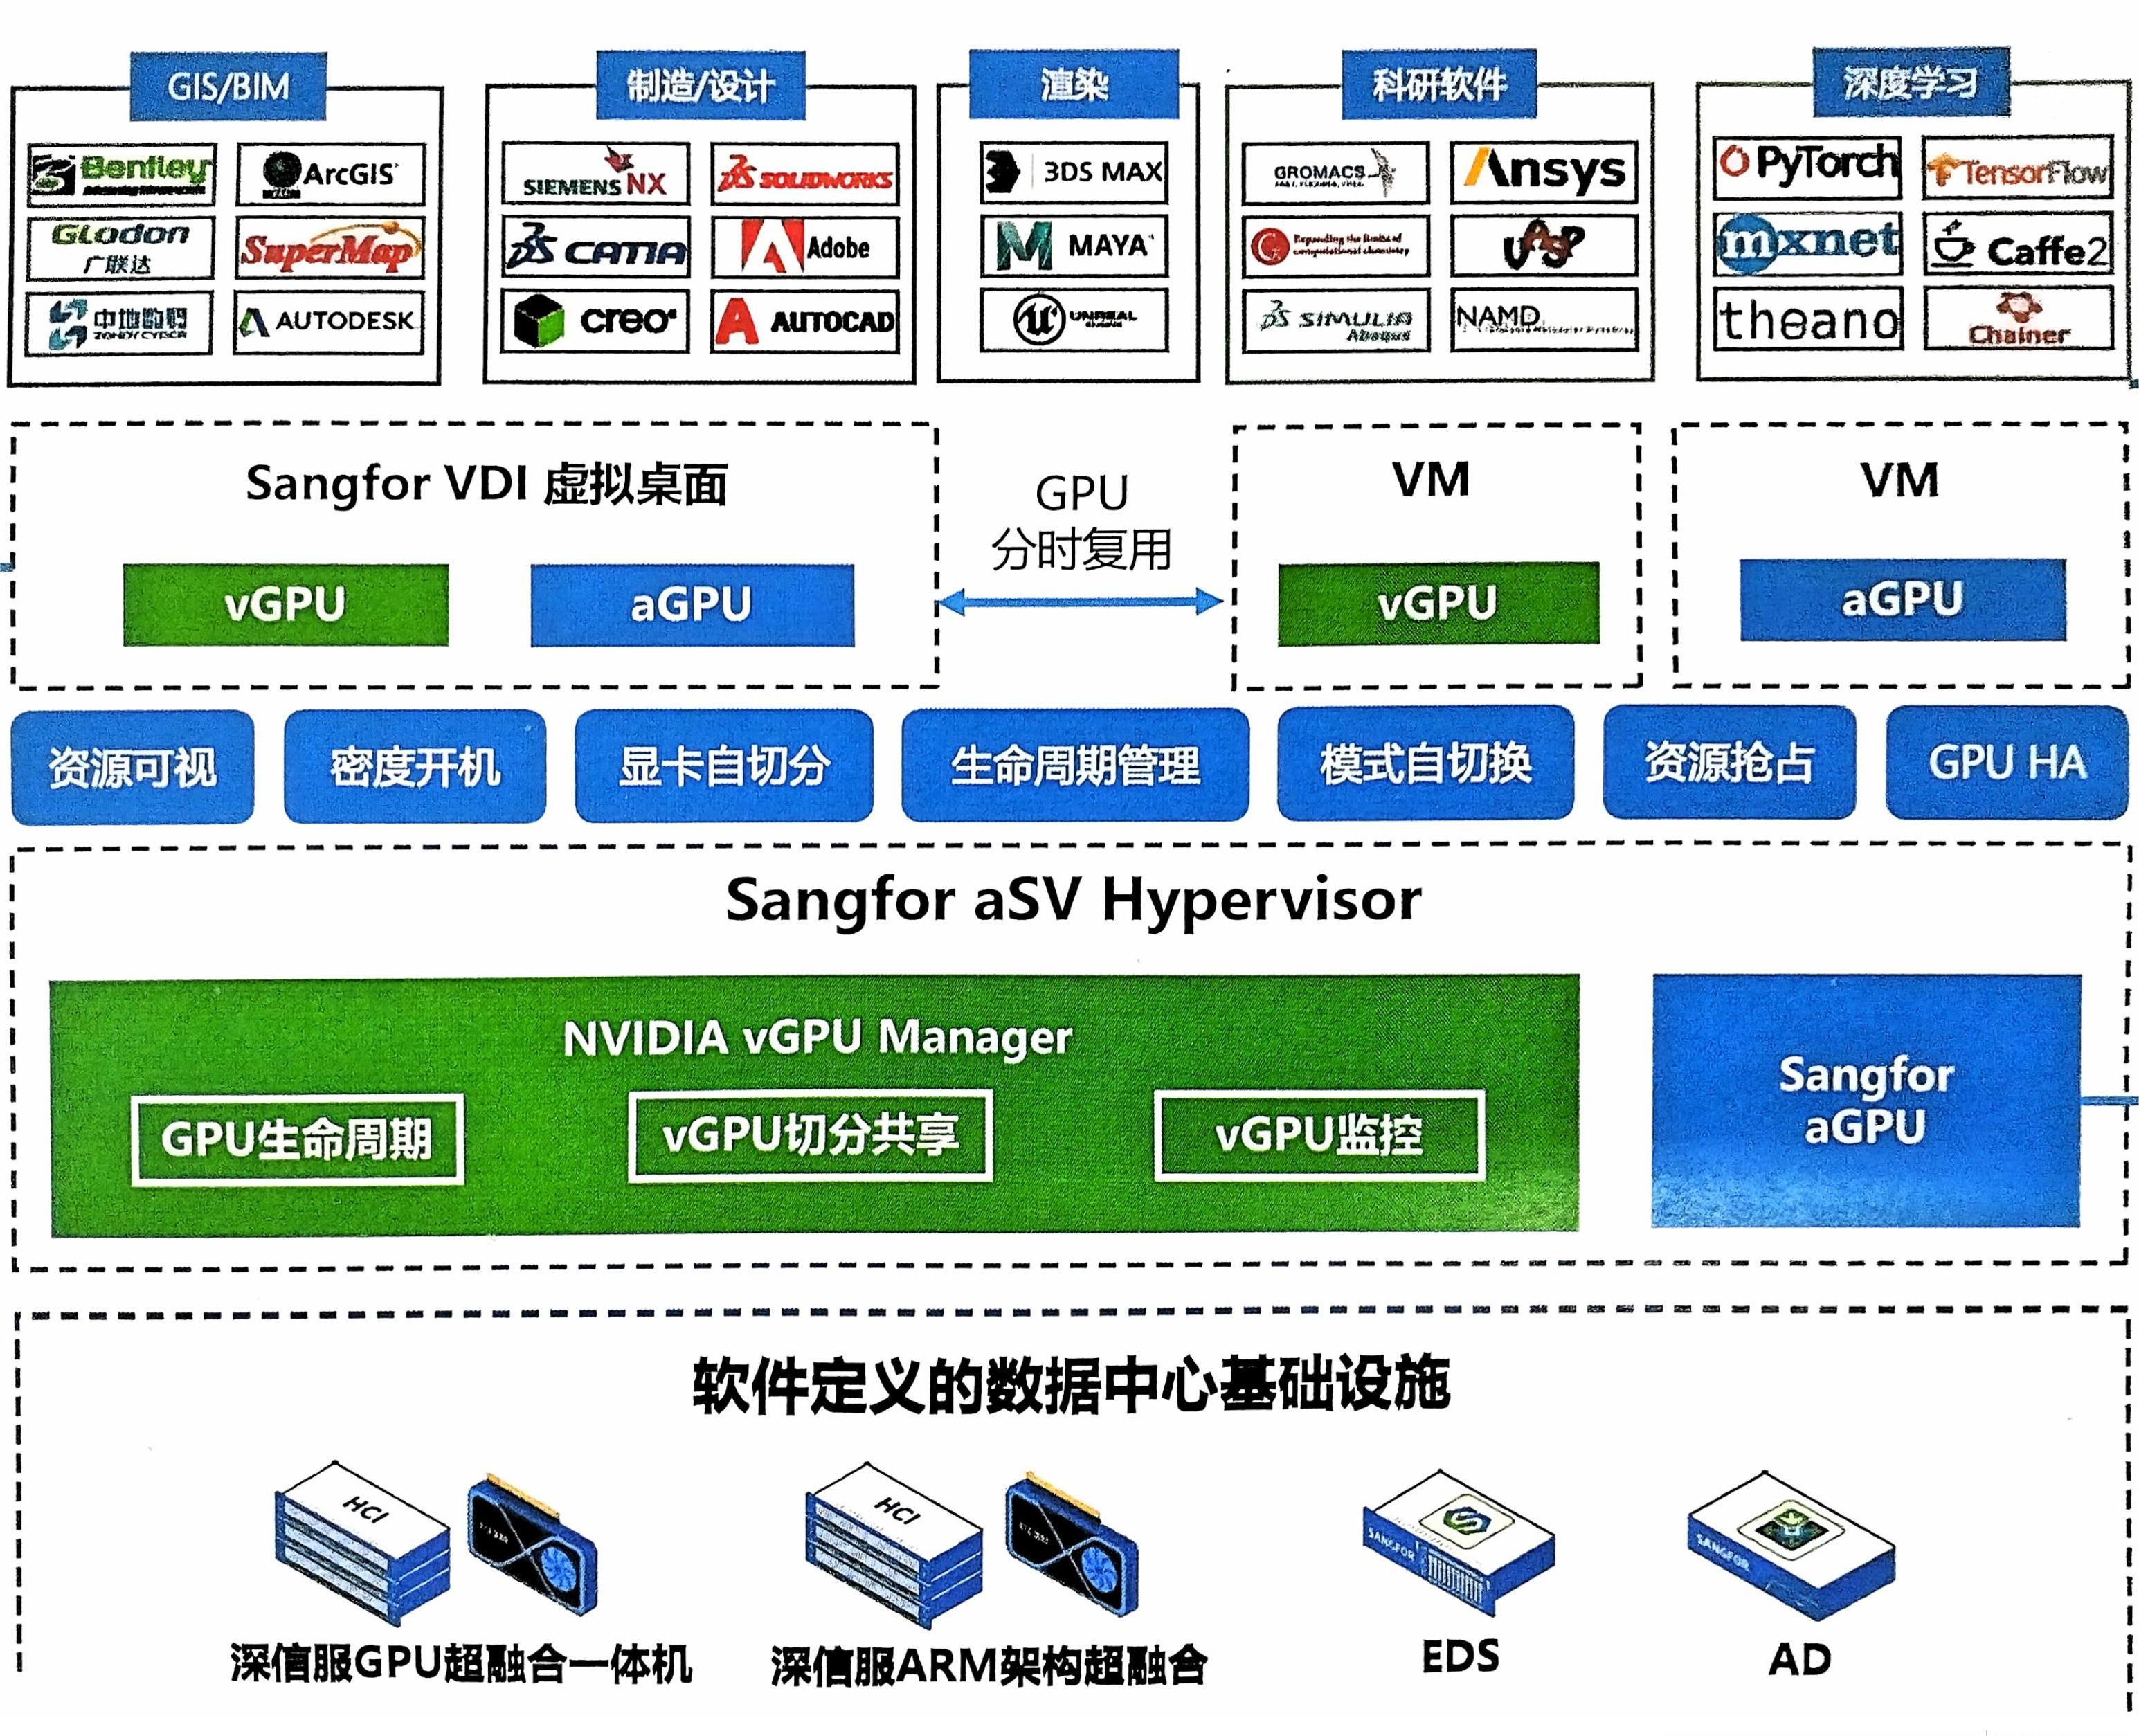 GIS/BIM
制造/设计
渲染
科研软件
深度学习
Bentley
ArcGIS
SIEMENS NX
SOLIDWORKS
3DS MAX
GROMACS
Ansys
PyTorch
TensorFlow
GLodon
广联达
SuperMap
CATIA
Adobe
MAYA
Expanding the limits of
computational chemistry
VASP
mxnet
Caffe2
中地数码
ZONDY CYBER
AUTODESK
creo
AUTOCAD
UNREAL
SIMULIA
Abaqus
NAMD
theano
Chainer
Sangfor VDI 虚拟桌面
vGPU
aGPU
GPU
分时复用
VM
vGPU
VM
aGPU
资源可视
密度开机
显卡自切分
生命周期管理
模式自切换
资源抢占
GPU HA
Sangfor aSV Hypervisor
NVIDIA vGPU Manager
GPU生命周期
vGPU切分共享
vGPU监控
Sangfor
aGPU
软件定义的数据中心基础设施
HCI
HCI
SANGFOR
SANGFOR
深信服GPU超融合一体机
深信服ARM架构超融合
EDS
AD